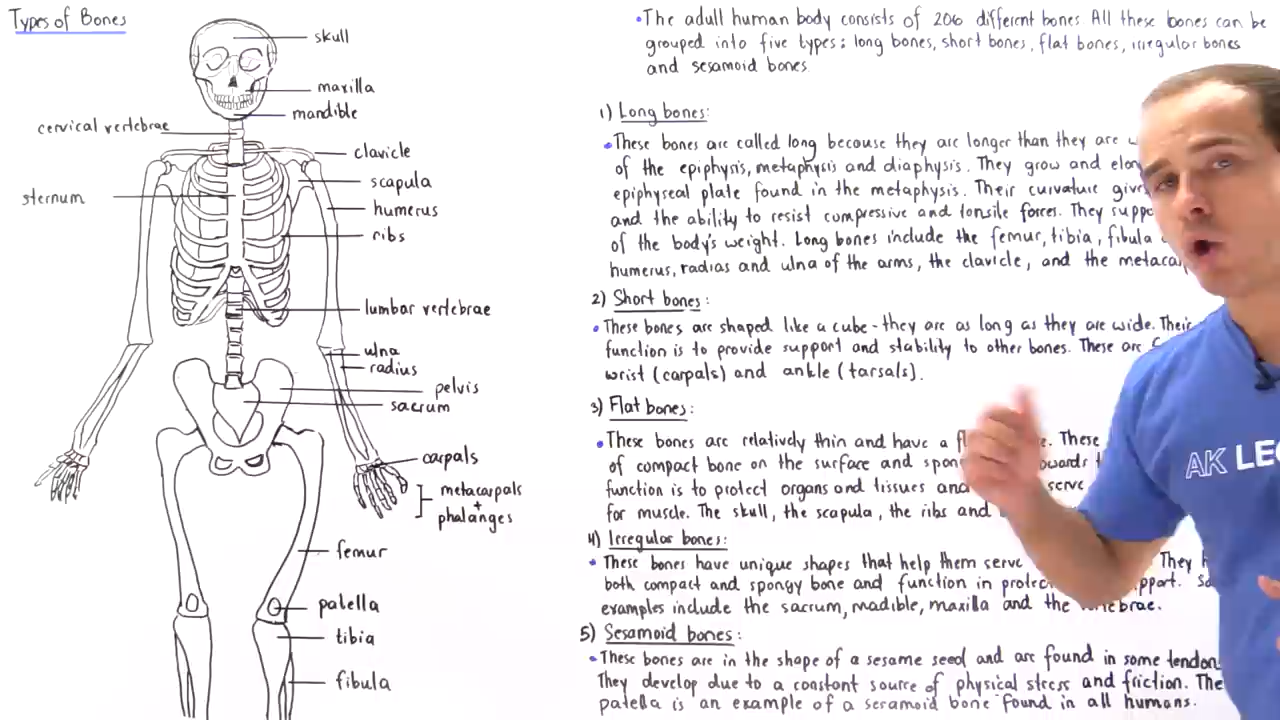 Types of Bones
skull
maxilla
mandible
cervical vertebrae
clavicle
scapula
sternum
humerus
ribs
lumbar vertebrae
ulna
radius
pelvis
sacrum
carpals
metacarpals
+
phalanges
femur
patella
tibia
fibula
•The adull human body consists of 206 different bones. All these bones can be
grouped into five types: long bones, short bones, flat bones, irregular bones
and sesamoid bones.
1) Long bones:
•These bones are called long because they are longer than they are
of the epiphysis, metaphysis and diaphysis. They grow and
epiphyseal plate found in the metaphysis. Their curvature
and the ability to resist compressive and tensile forces. They
of the body's weight. Long bones include the femur, tibia, fibula
humerus, radias and ulna of the arms, the clavicle, and the
2) Short bones:
•These bones are shaped like a cube - they are as long as they are wide. Their
function is to provide support and stability to other bones. These are
wrist (carpals) and ankle (tarsals).
3) Flat bones:
•These bones are relatively thin and have a These
of compact bone on the surface and
function is to protect organs and tissues serve
for muscle. The skull, the scapula, the ribs and
4) Irregular bones:
•These bones have unique shapes that help them serve They
both compact and spongy bone and function in
examples include the sacrum, madible, maxilla and the
5) Sesamoid bones:
•These bones are in the shape of a sesame seed and are found in some
They develop due to a constant source of physical stress and friction. The
patella is an example of a seramoid bone found in all humans.
AK